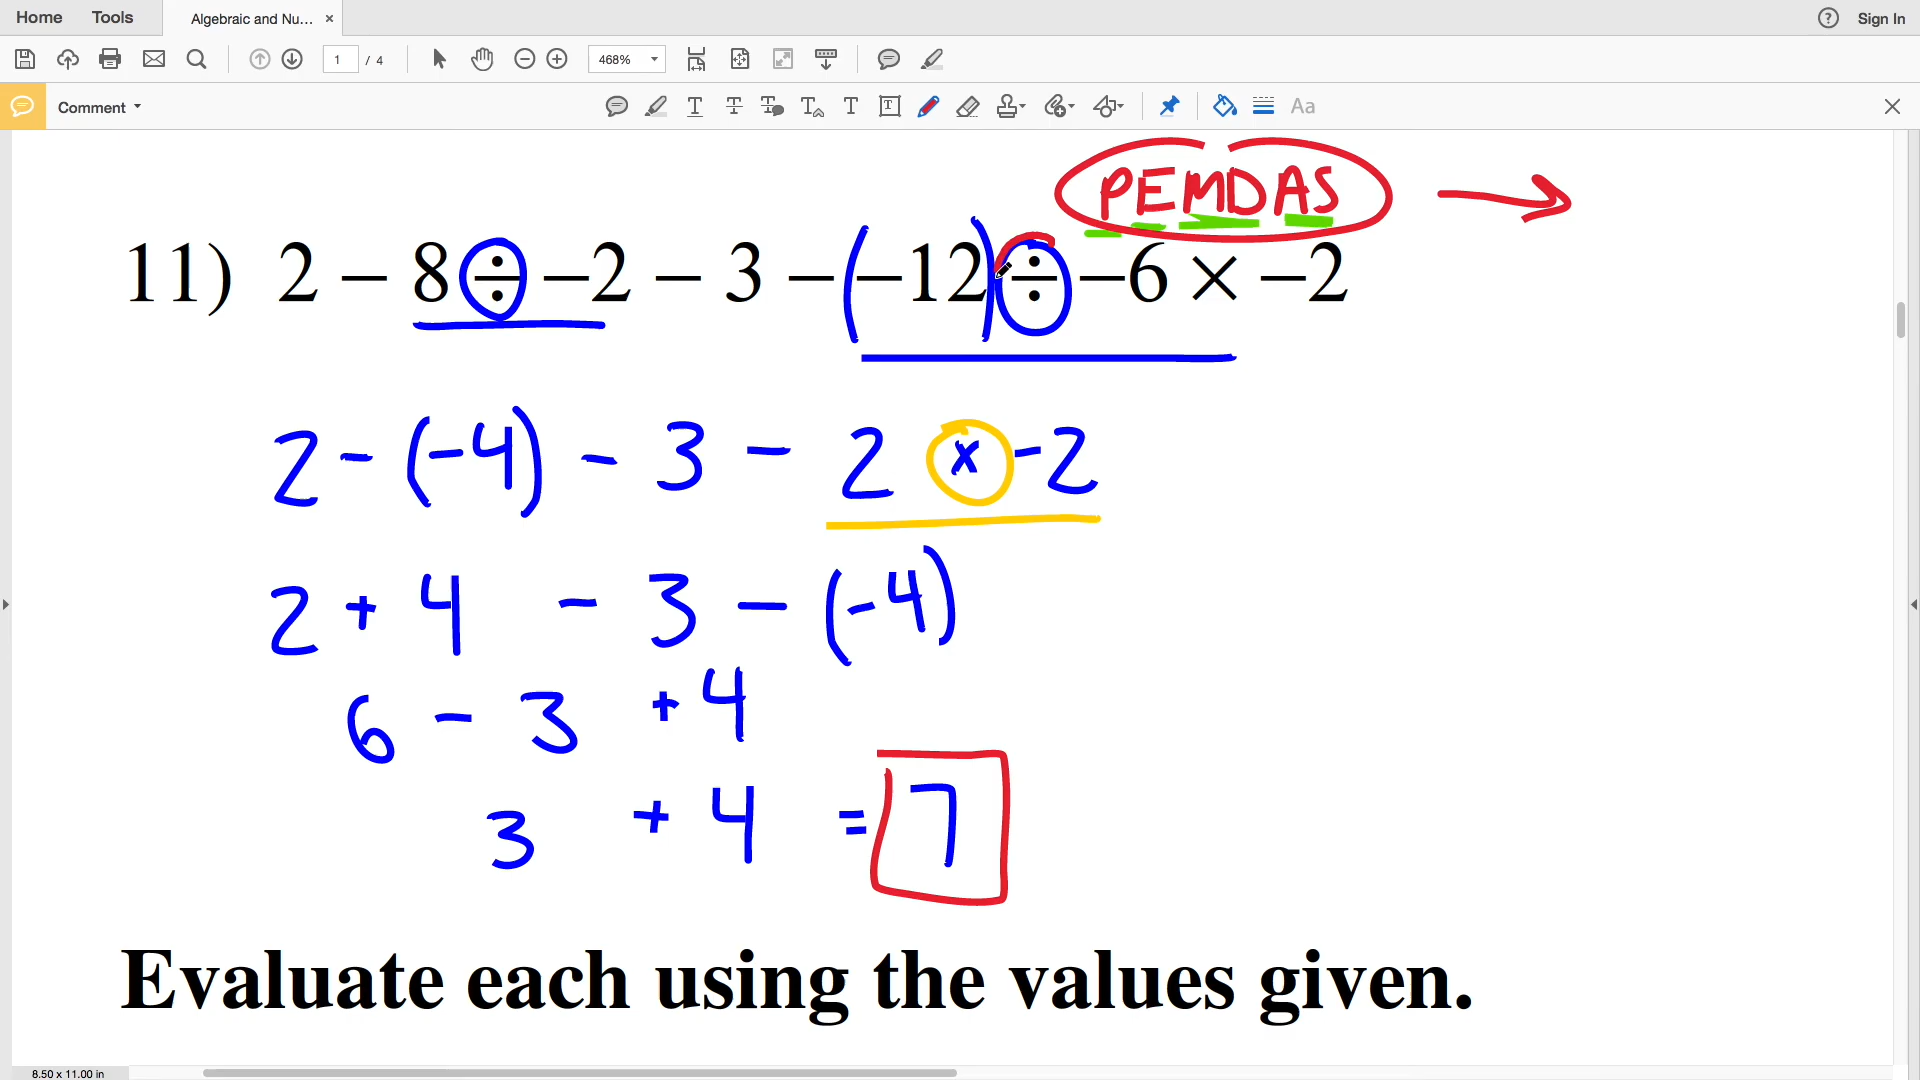 Home Tools Algebraic and Nu... × ? Sign In
1 / 4 468%
Comment T T T T T T Aa
PEMDAS
11) 2 − 8 ÷ −2 − 3 − (−12) ÷ −6 × −2
2 - (-4) - 3 - 2 × -2
2 + 4 - 3 - (-4)
6 - 3 + 4
3 + 4 = 7
Evaluate each using the values given.
8.50 x 11.00 in